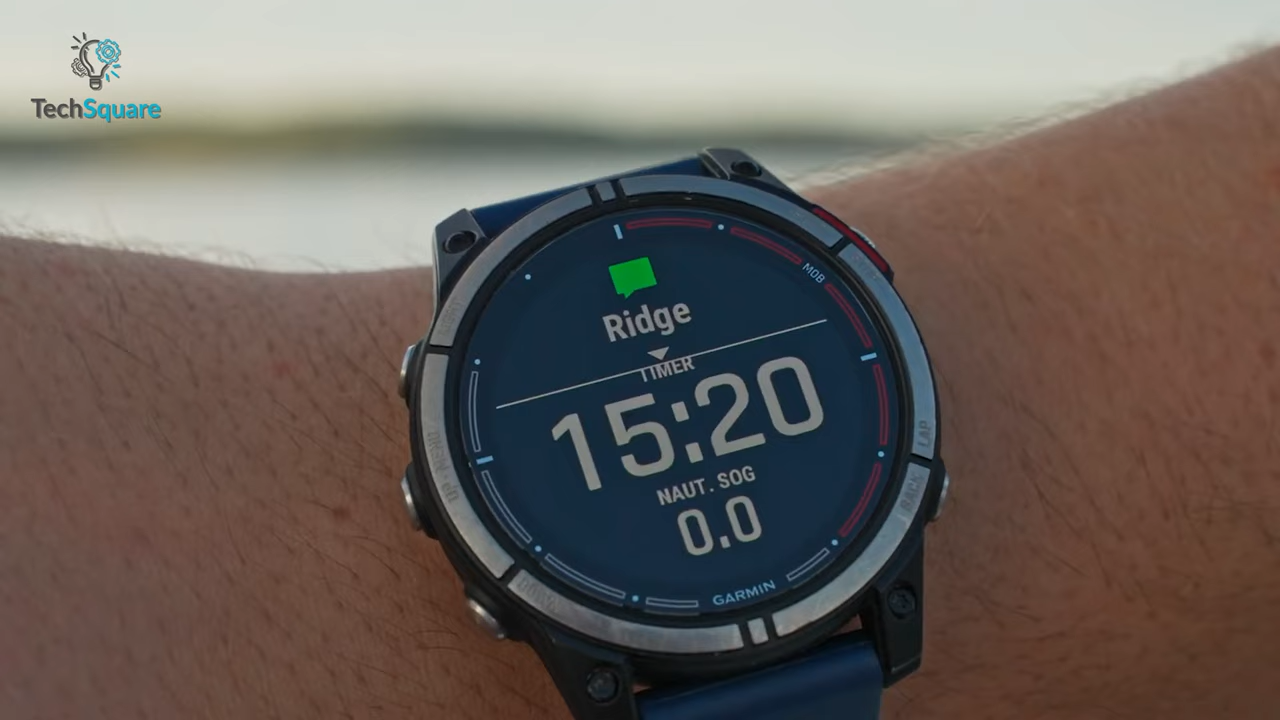 TechSquare
MOB
Ridge
TIMER
15:20
NAUT. SOG
0.0
GARMIN
LAP
BACK